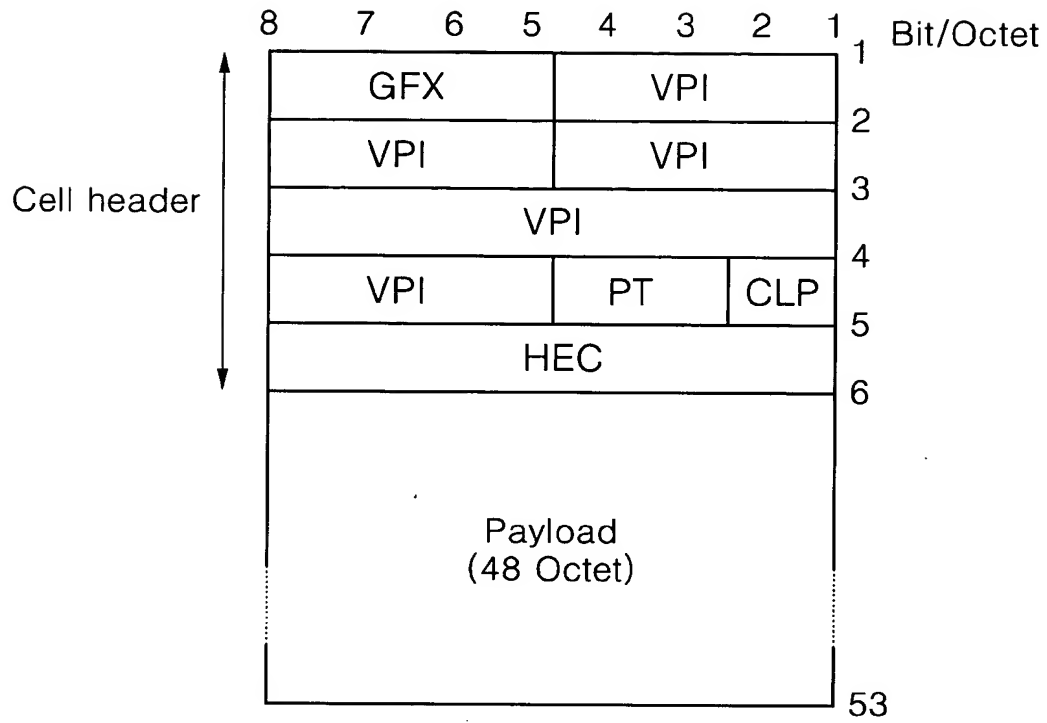 8 7 6 5 4 3 2 1 Bit/Octet
1
GFX VPI
2
VPI VPI
3
Cell header
VPI
4
VPI PT CLP
5
HEC
6
Payload
(48 Octet)
53